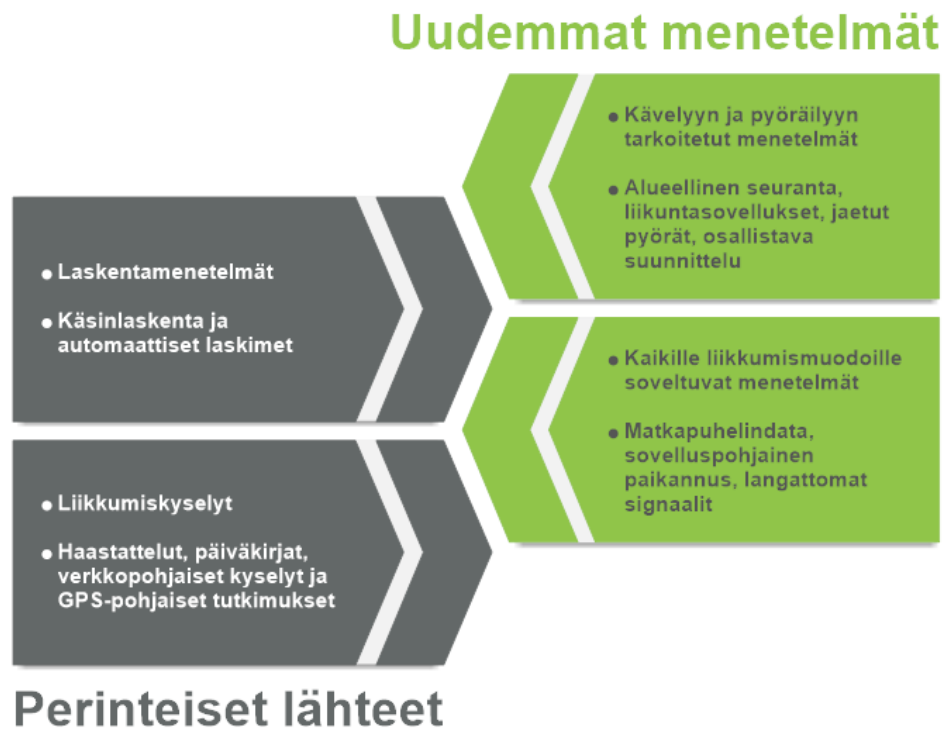 Uudemmat menetelmät
• Kävelyyn ja pyöräilyyn
tarkoitetut menetelmät
• Alueellinen seuranta,
liikuntasovellukset, jaetut
pyörät, osallistava
suunnittelu
• Laskentamenetelmät
• Käsinlaskenta ja
automaattiset laskimet
• Kaikille liikkumismuodoille
soveltuvat menetelmät
• Matkapuhelindata,
sovelluspohjainen
paikannus, langattomat
signaalit
• Liikkumiskyselyt
• Haastattelut, päiväkirjat,
verkkopohjaiset kyselyt ja
GPS-pohjaiset tutkimukset
Perinteiset lähteet